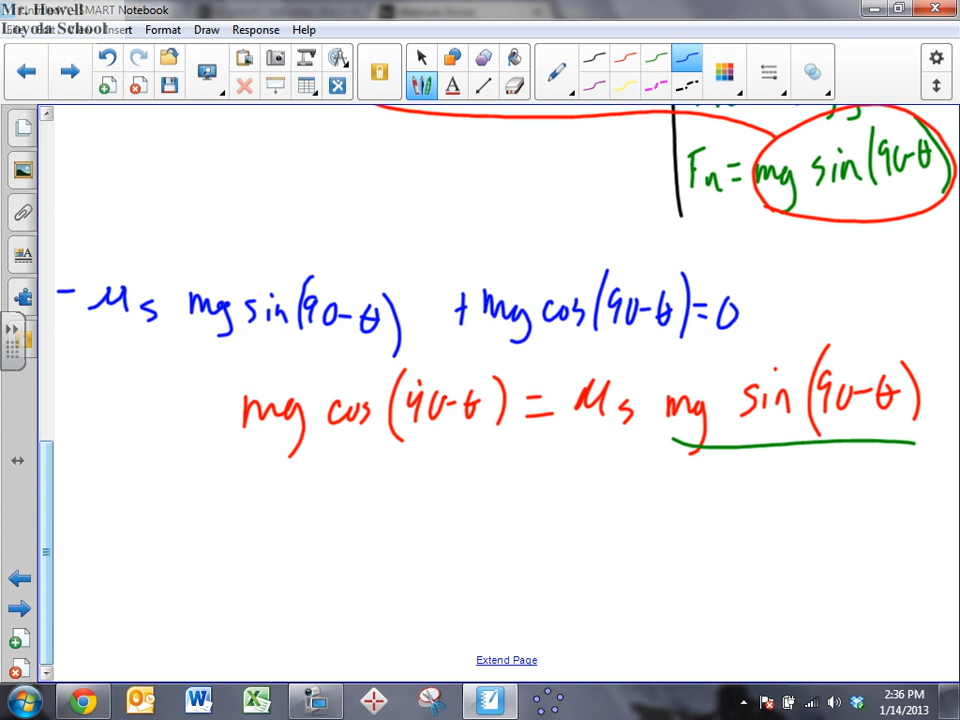 Mr. Howell
SMART Notebook
Loyola School
Insert Format Draw Response Help
Fn = mg sin(90-θ)
- μs mg sin(90-θ) + mg cos(90-θ) = 0
mg cos(90-θ) = μs mg sin(90-θ)
Extend Page
2:36 PM
1/14/2013